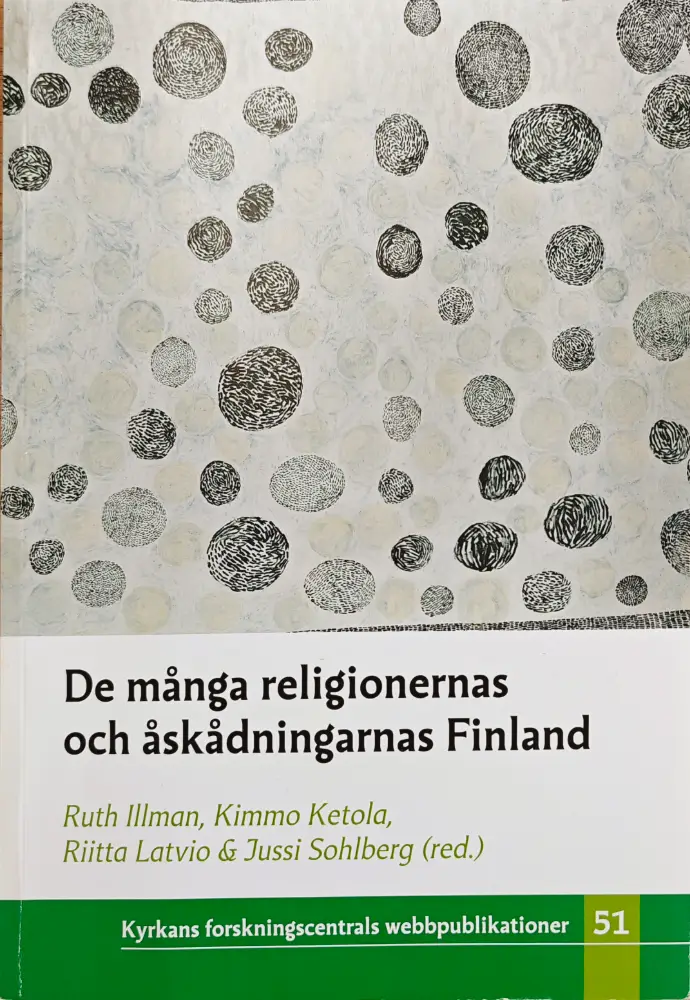 De många religionernas
och åskådningarnas Finland
Ruth Illman, Kimmo Ketola,
Riitta Latvio & Jussi Sohlberg (red.)
Kyrkans forskningscentrals webbpublikationer 51